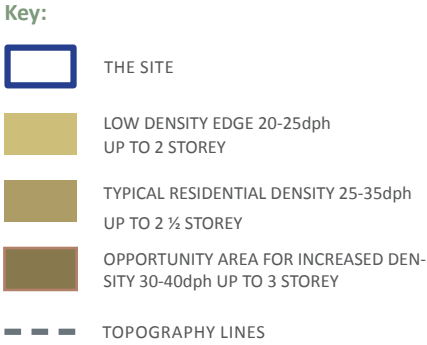 Key:
THE SITE
LOW DENSITY EDGE 20-25dph
UP TO 2 STOREY
TYPICAL RESIDENTIAL DENSITY 25-35dph
UP TO 2 ½ STOREY
OPPORTUNITY AREA FOR INCREASED DEN-
SITY 30-40dph UP TO 3 STOREY
TOPOGRAPHY LINES